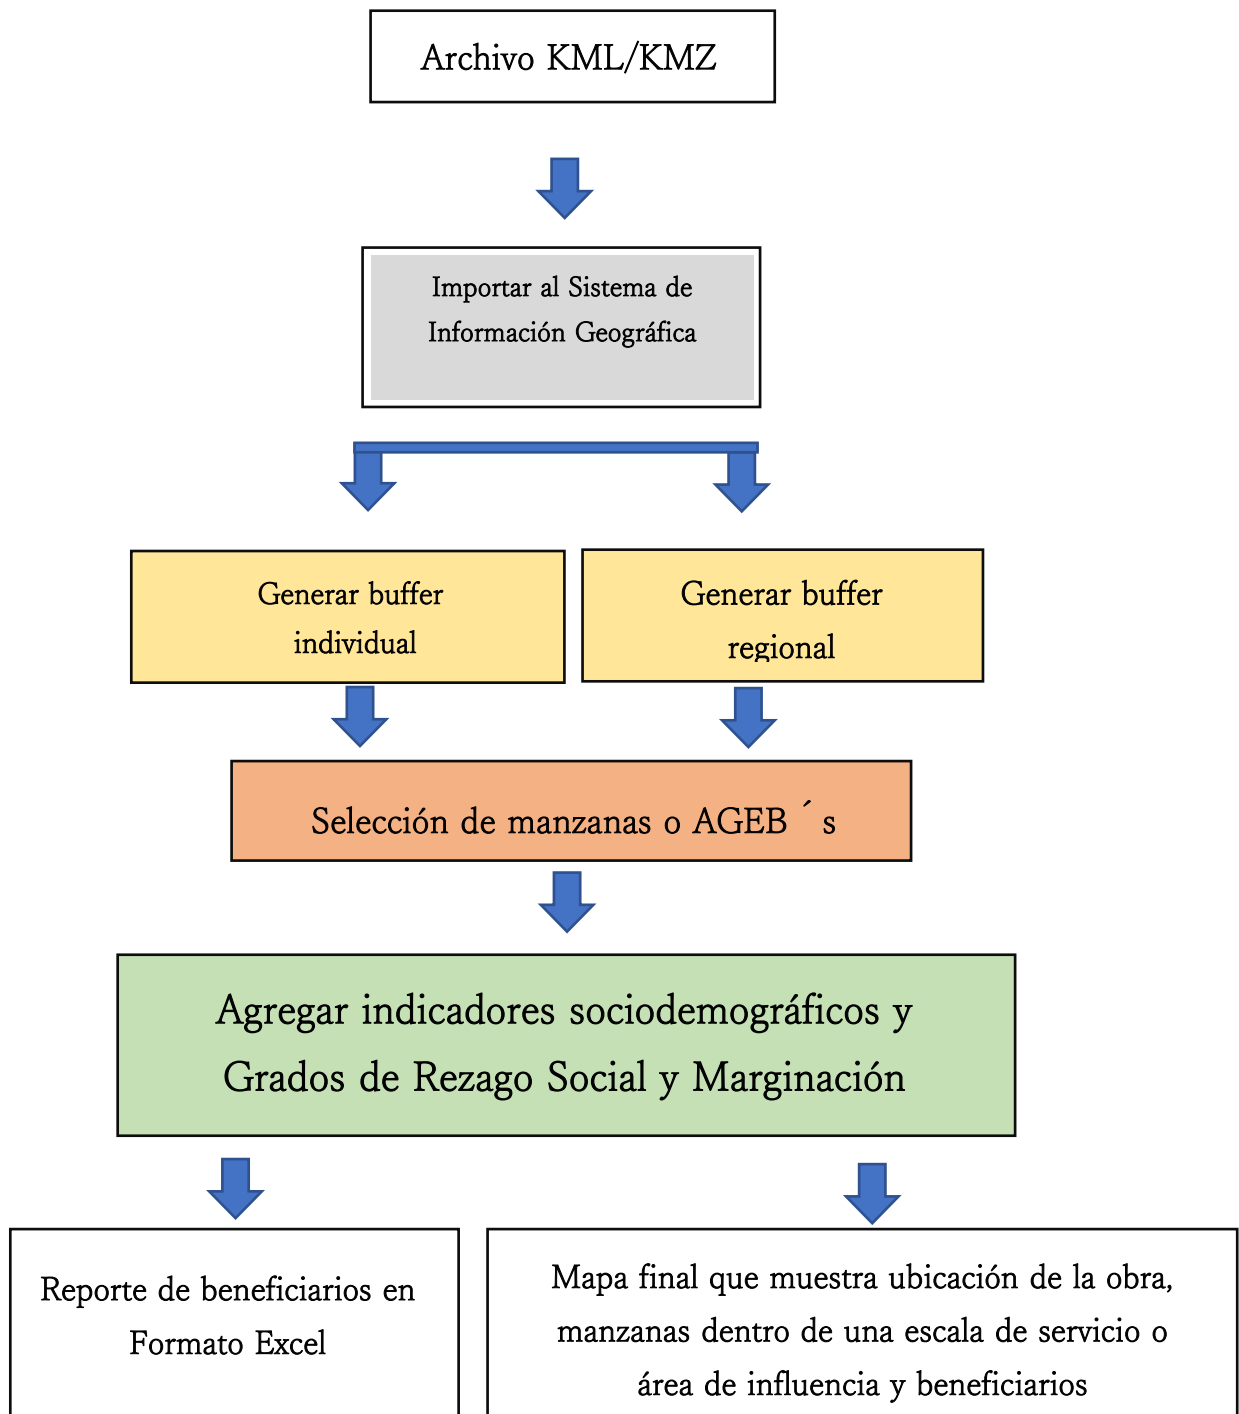 Archivo KML/KMZ
Importar al Sistema de
Información Geográfica
Generar buffer
individual
Generar buffer
regional
Selección de manzanas o AGEB ´ s
Agregar indicadores sociodemográficos y
Grados de Rezago Social y Marginación
Reporte de beneficiarios en
Formato Excel
Mapa final que muestra ubicación de la obra,
manzanas dentro de una escala de servicio o
área de influencia y beneficiarios